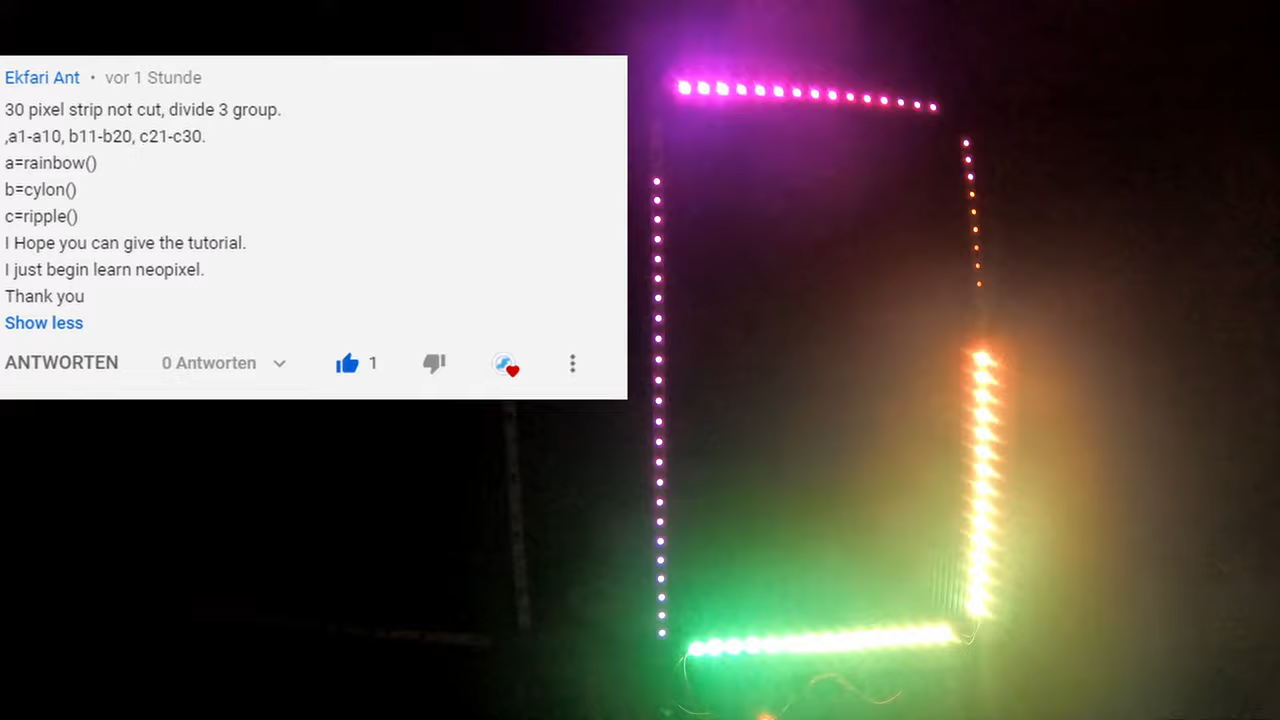 Ekfari Ant • vor 1 Stunde
30 pixel strip not cut, divide 3 group.
,a1-a10, b11-b20, c21-c30.
a=rainbow()
b=cylon()
c=ripple()
I Hope you can give the tutorial.
I just begin learn neopixel.
Thank you
Show less
ANTWORTEN 0 Antworten 1